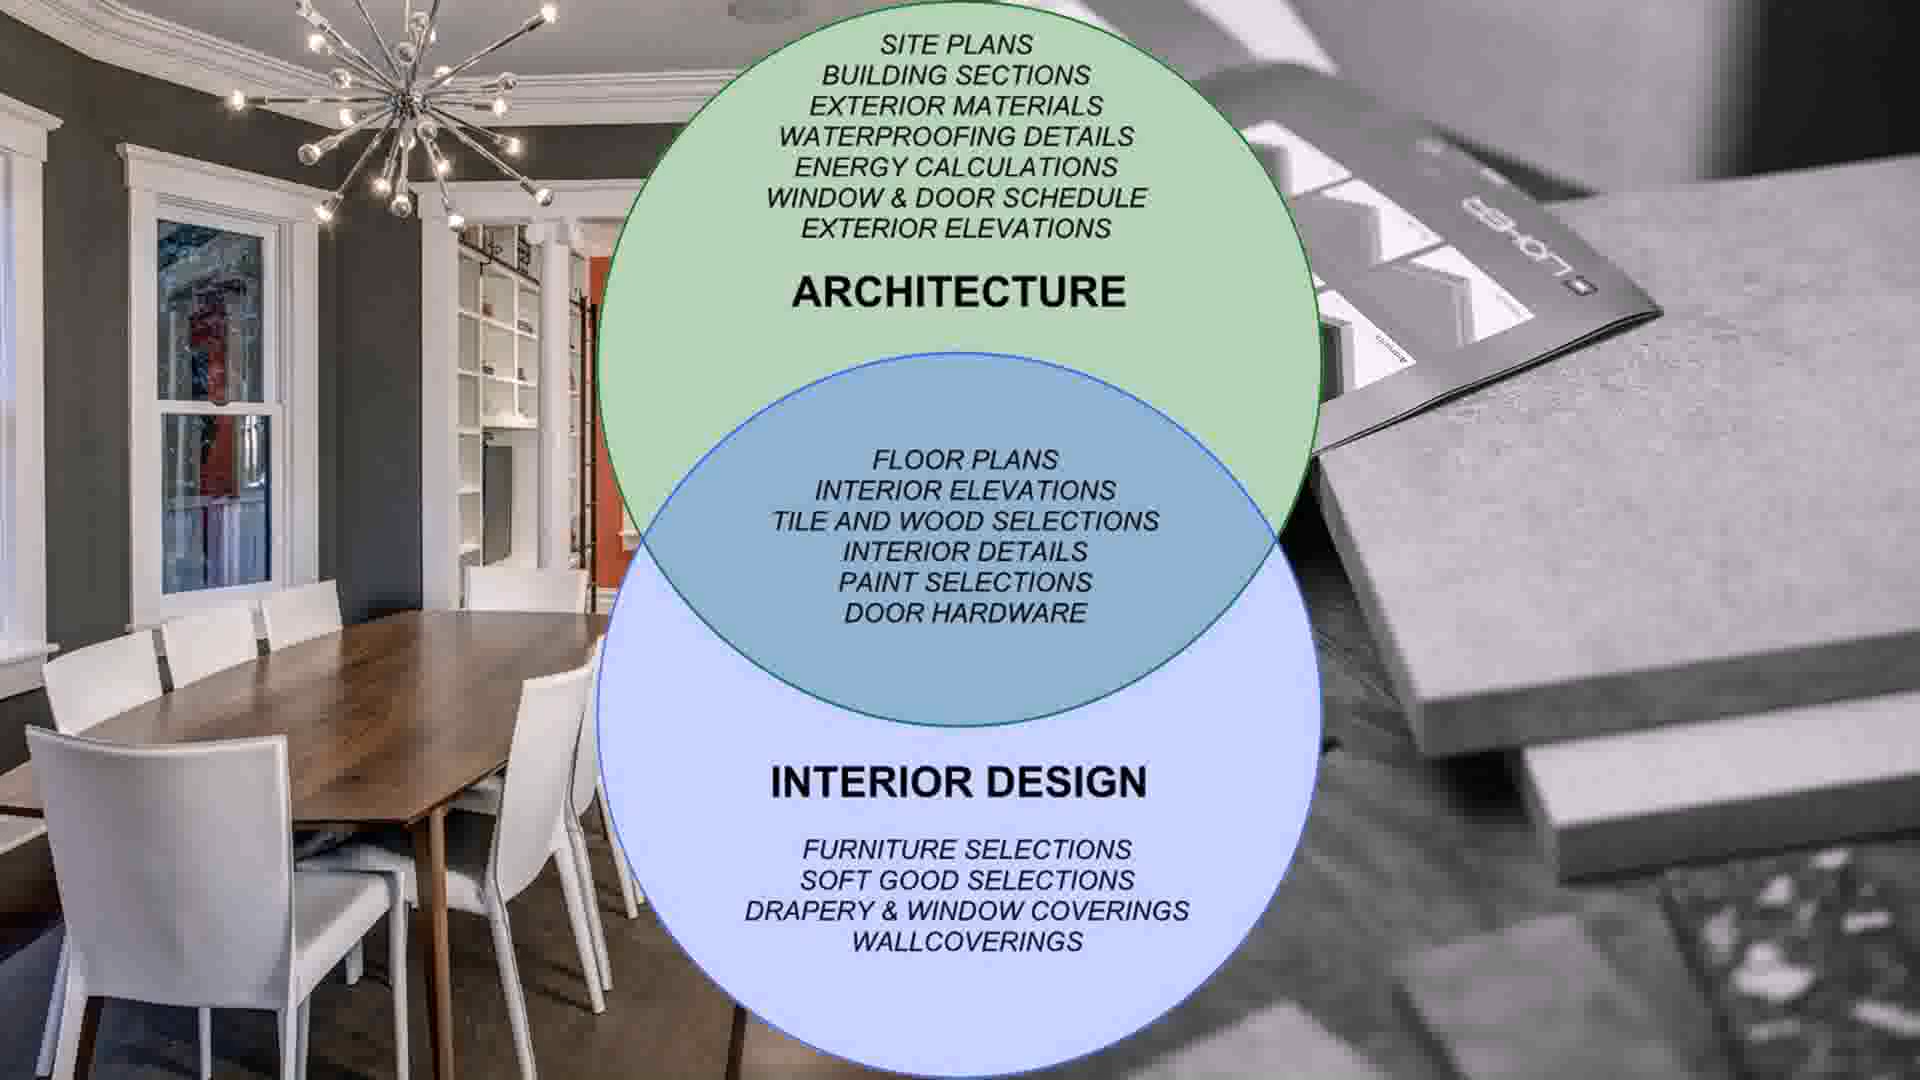 SITE PLANS
BUILDING SECTIONS
EXTERIOR MATERIALS
WATERPROOFING DETAILS
ENERGY CALCULATIONS
WINDOW & DOOR SCHEDULE
EXTERIOR ELEVATIONS
ARCHITECTURE
FLOOR PLANS
INTERIOR ELEVATIONS
TILE AND WOOD SELECTIONS
INTERIOR DETAILS
PAINT SELECTIONS
DOOR HARDWARE
INTERIOR DESIGN
FURNITURE SELECTIONS
SOFT GOOD SELECTIONS
DRAPERY & WINDOW COVERINGS
WALLCOVERINGS